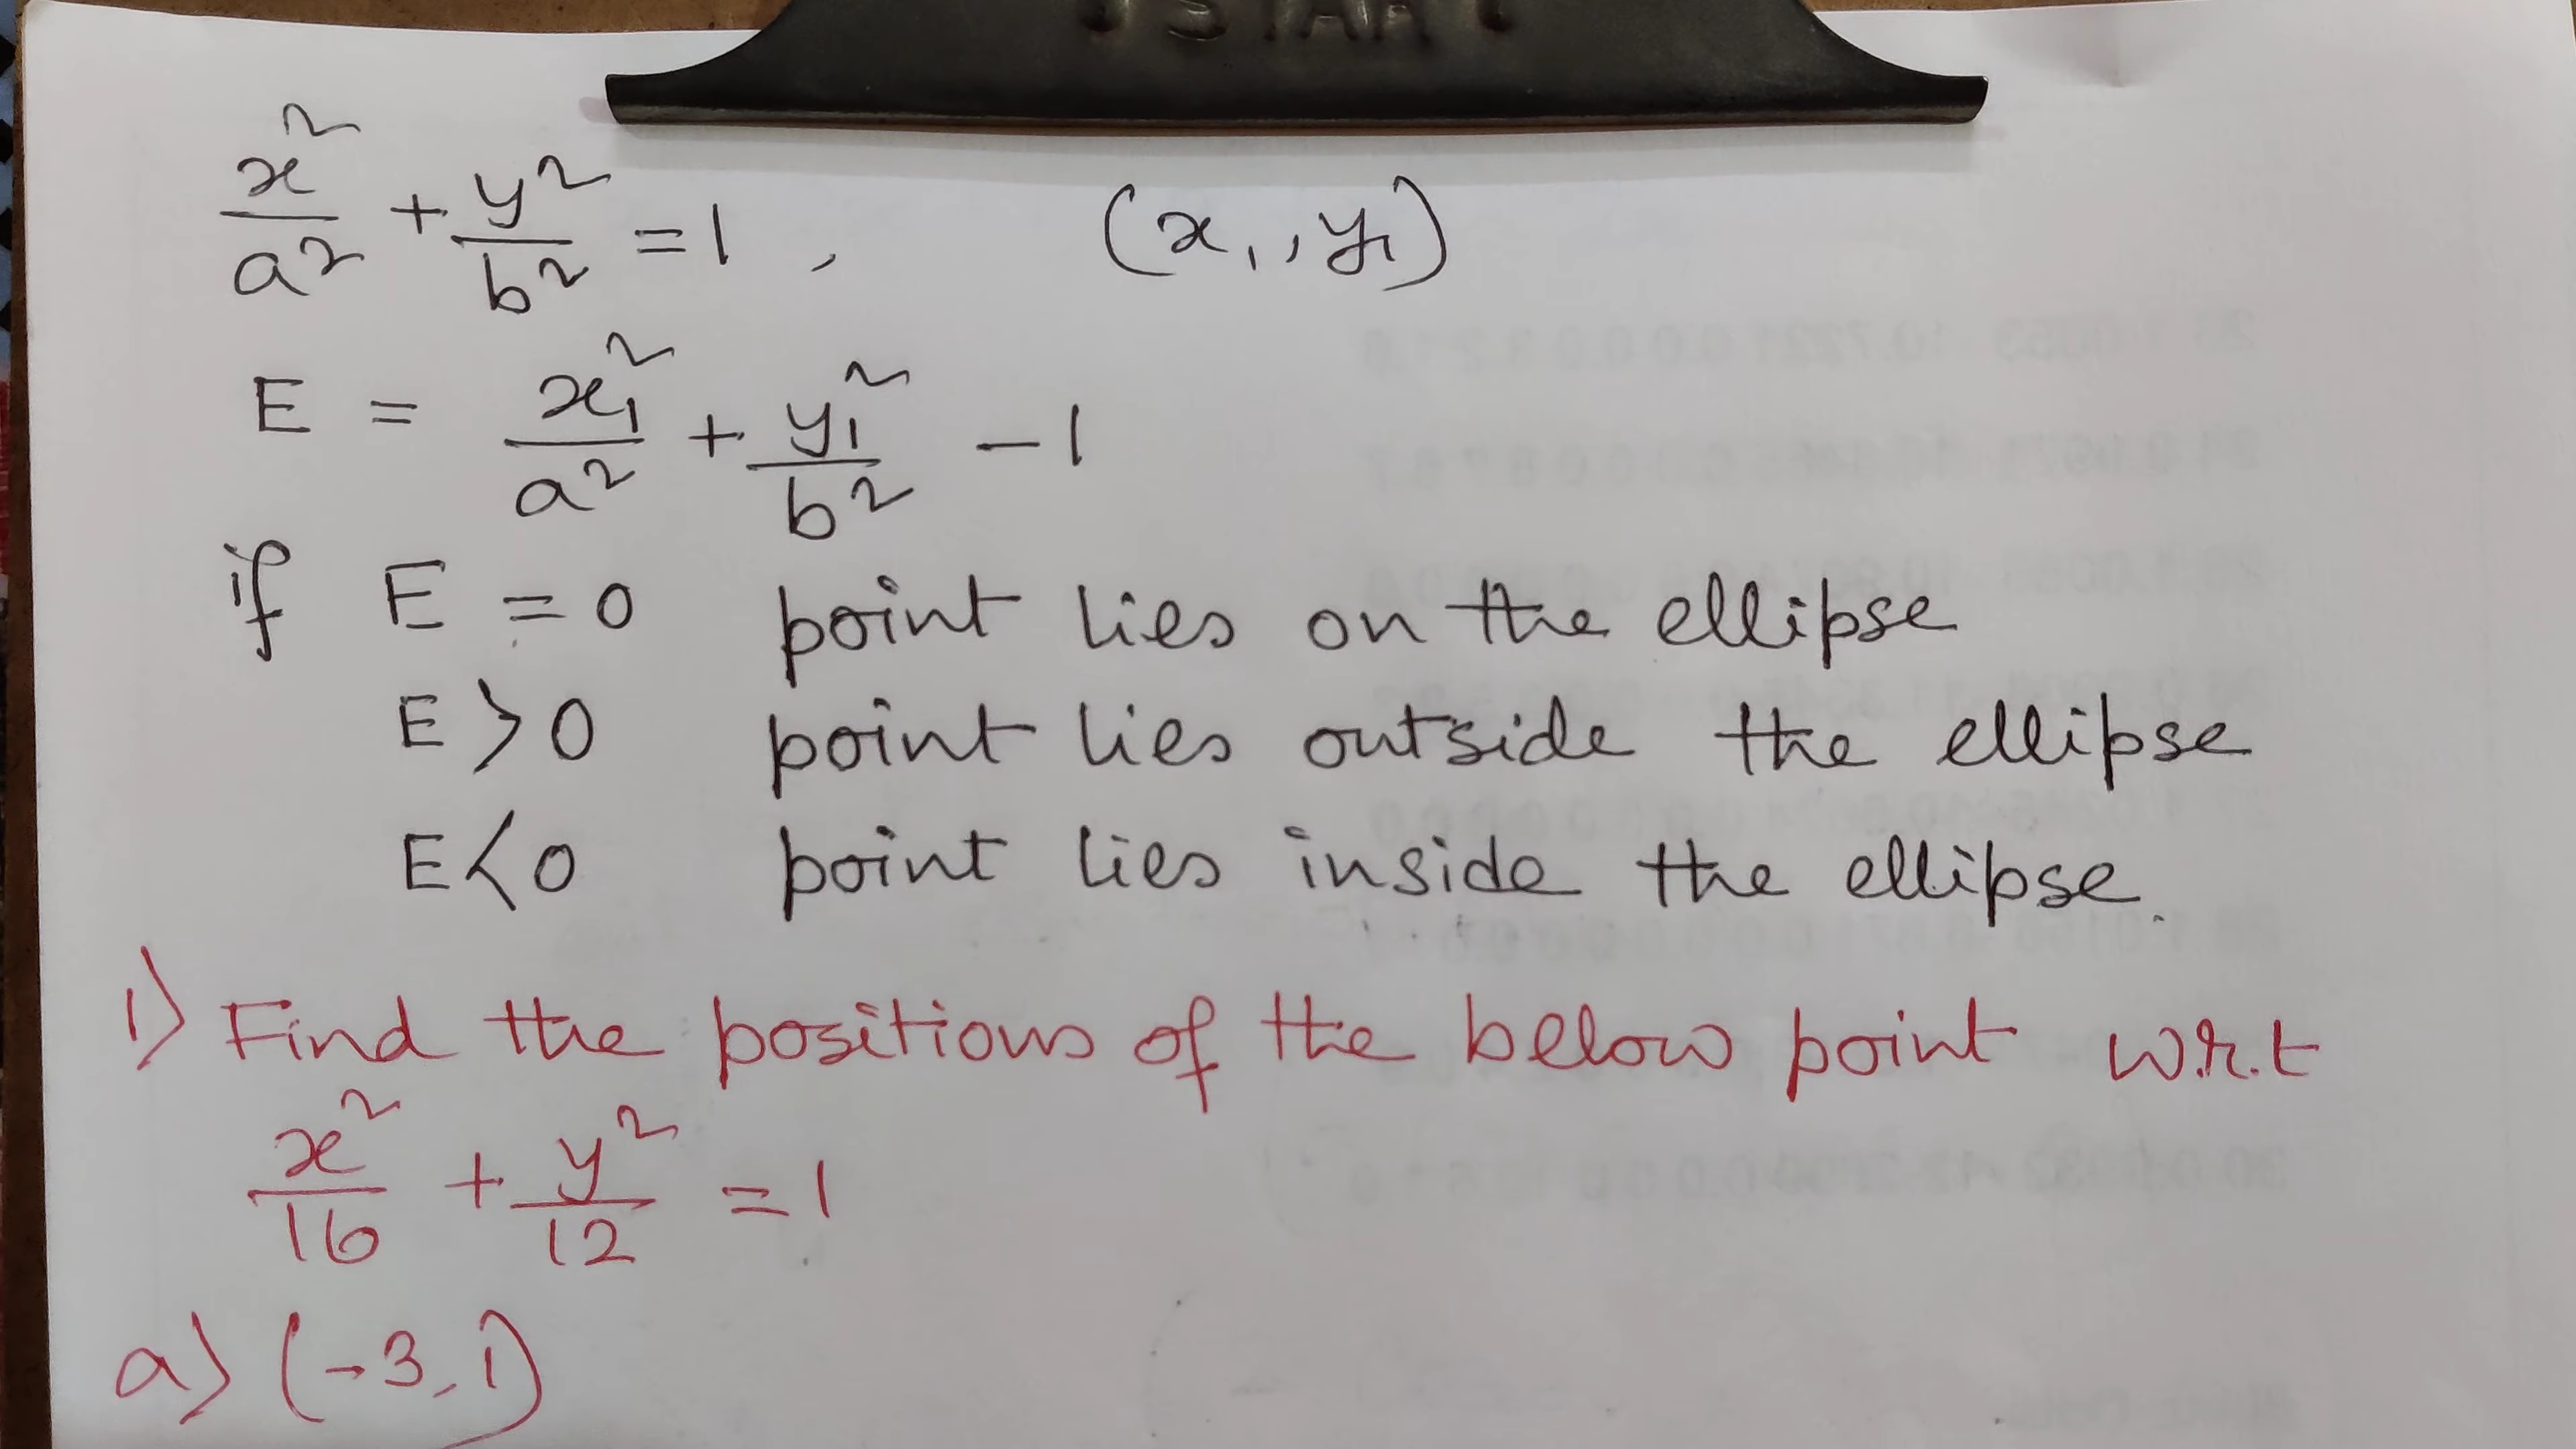 START
x²/a² + y²/b² = 1 , (x₁, y₁)
E = x₁²/a² + y₁²/b² - 1
if E = 0 point lies on the ellipse
E > 0 point lies outside the ellipse
E < 0 point lies inside the ellipse.
1) Find the positions of the below point w.r.t
x²/16 + y²/12 = 1
a) (-3, 1)